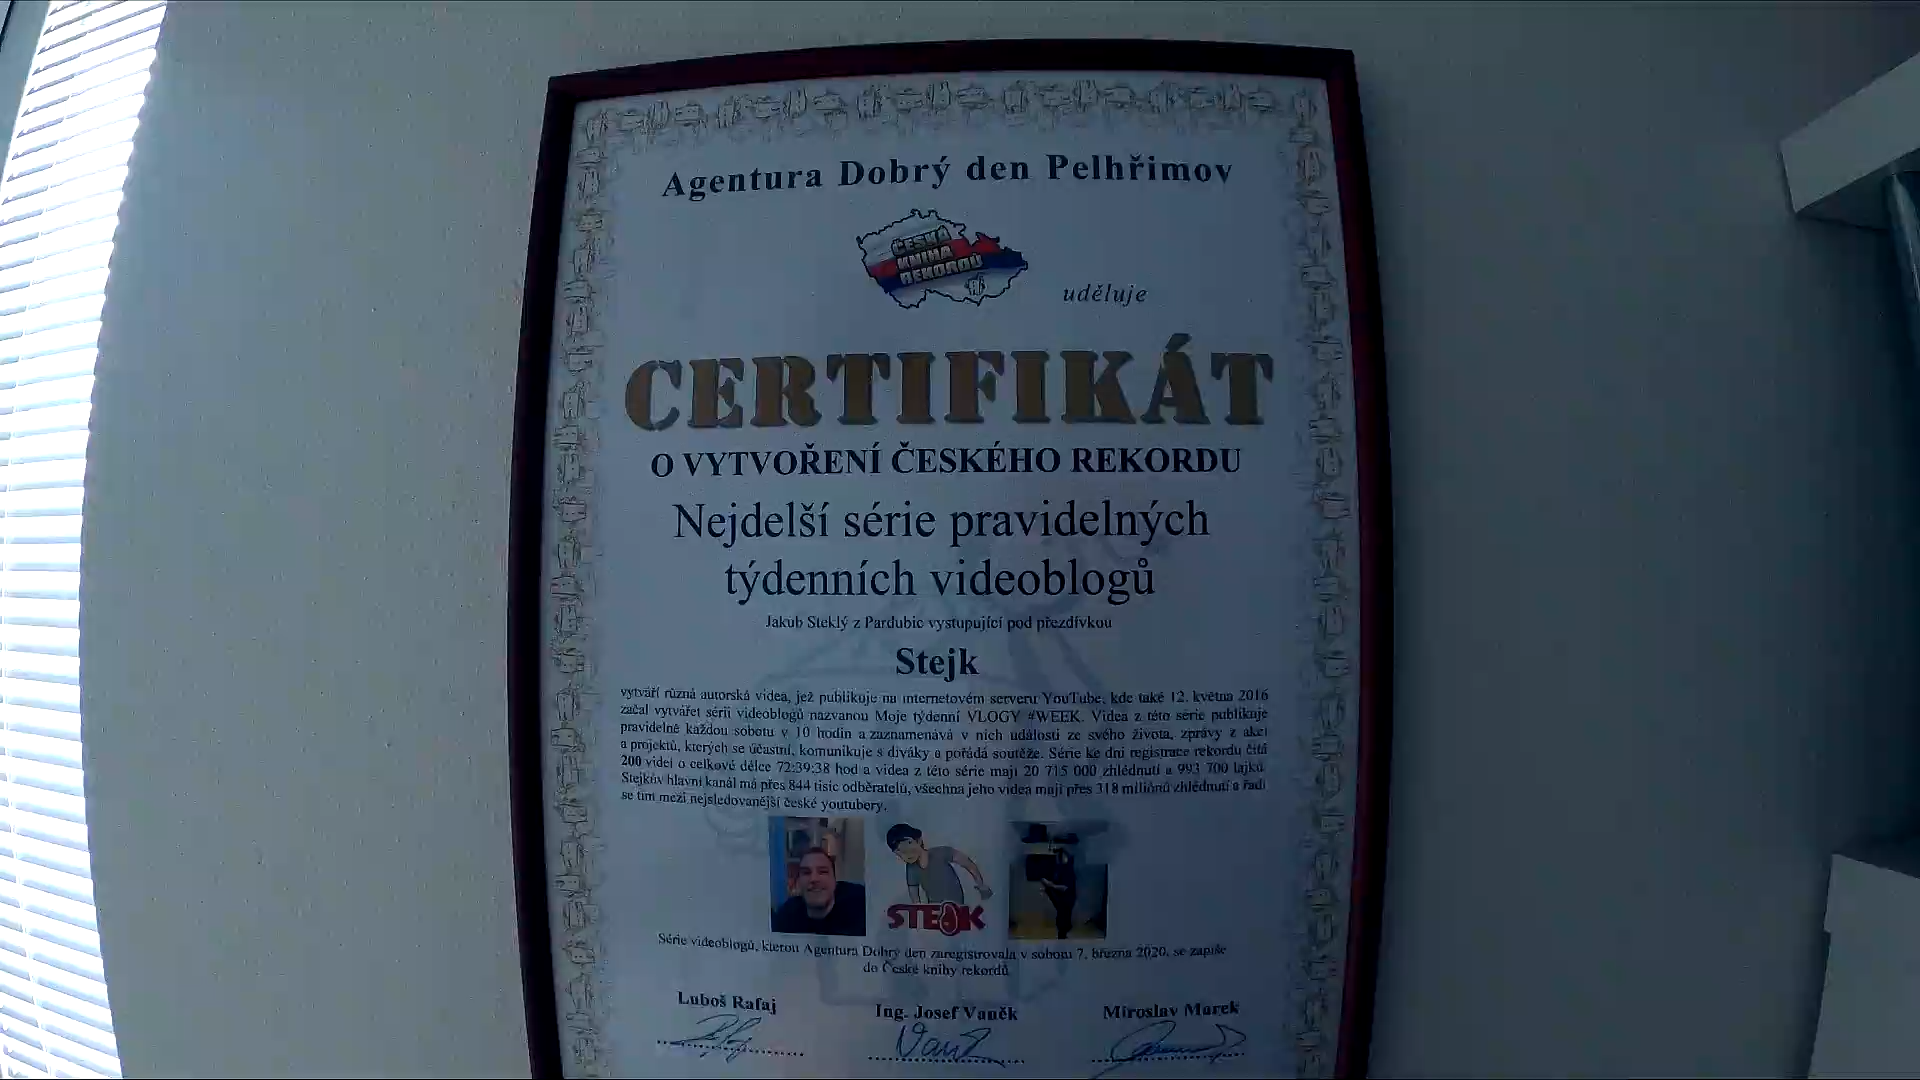 Agentura Dobrý den Pelhřimov
ČESKÁ
KNIHA
REKORDŮ
uděluje
CERTIFIKÁT
O VYTVOŘENÍ ČESKÉHO REKORDU
Nejdelší série pravidelných
týdenních videoblogů
Jakub Steklý z Pardubic vystupující pod přezdívkou
Stejk
vytváří různá autorská videa, jež publikuje na internetovém serveru YouTube, kde také 12. května 2016
začal vytvářet sérii videoblogů nazvanou Moje týdenní VLOGY #WEEK. Videa z této série publikuje
pravidelně každou sobotu v 10 hodin a zaznamenává v nich události ze svého života, zprávy z akcí
a projektů, kterých se účastní, komunikuje s diváky a pořádá soutěže. Série ke dni registrace rekordu čítá
200 videí o celkové délce 72:39:38 hod a videa z této série mají 20 715 000 zhlédnutí a 993 700 lajků.
Stejkův hlavní kanál má přes 844 tisíc odběratelů, všechna jeho videa mají přes 318 miliónů zhlédnutí a řadí
se tím mezi nejsledovanější české youtubery.
STEJK
Série videoblogů, kterou Agentura Dobrý den zaregistrovala v sobotu 7. března 2020, se zapíše
do České knihy rekordů
Luboš Rafaj
Ing. Josef Vaněk
Miroslav Marek